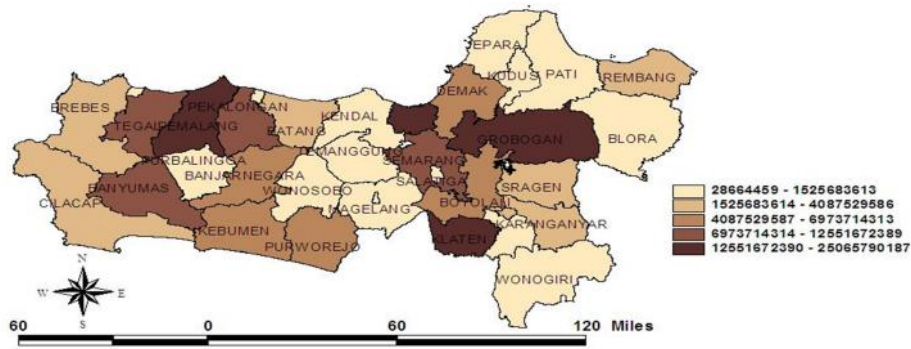 JEPARA
KUDUS
PATI
REMBANG
DEMAK
BREBES
PEKALONGAN
TEGAL
PEMALANG
BATANG
KENDAL
GROBOGAN
BLORA
PURBALINGGA
TEMANGGUNG
SEMARANG
BANJARNEGARA
BANYUMAS
WONOSOBO
SALATIGA
SRAGEN
CILACAP
MAGELANG
BOYOLALI
KARANGANYAR
KEBUMEN
PURWOREJO
KLATEN
WONOGIRI
28664459 - 1525683613
1525683614 - 4087529586
4087529587 - 6973714313
6973714314 - 12551672389
12551672390 - 25065790187
N
W E
S
60 0 60 120 Miles